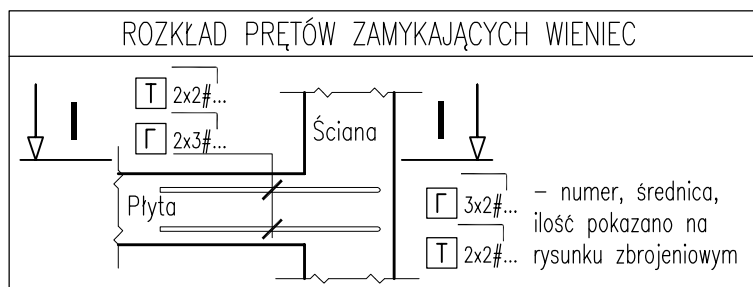 ROZKŁAD PRĘTÓW ZAMYKAJĄCYCH WIENIEC
I
T 2x2#...
Γ 2x3#...
Ściana
I
Płyta
Γ 3x2#... – numer, średnica,
ilość pokazano na
T 2x2#... rysunku zbrojeniowym